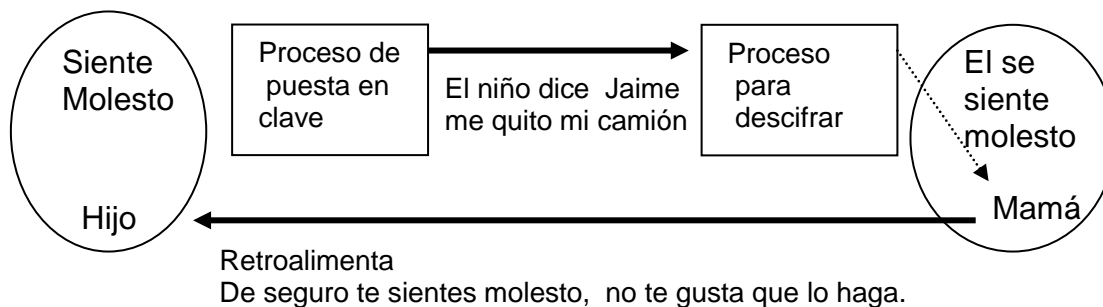 Siente
Molesto
Hijo
Proceso de
puesta en
clave
El niño dice Jaime
me quito mi camión
Proceso
para
descifrar
El se
siente
molesto
Mamá
Retroalimenta
De seguro te sientes molesto, no te gusta que lo haga.